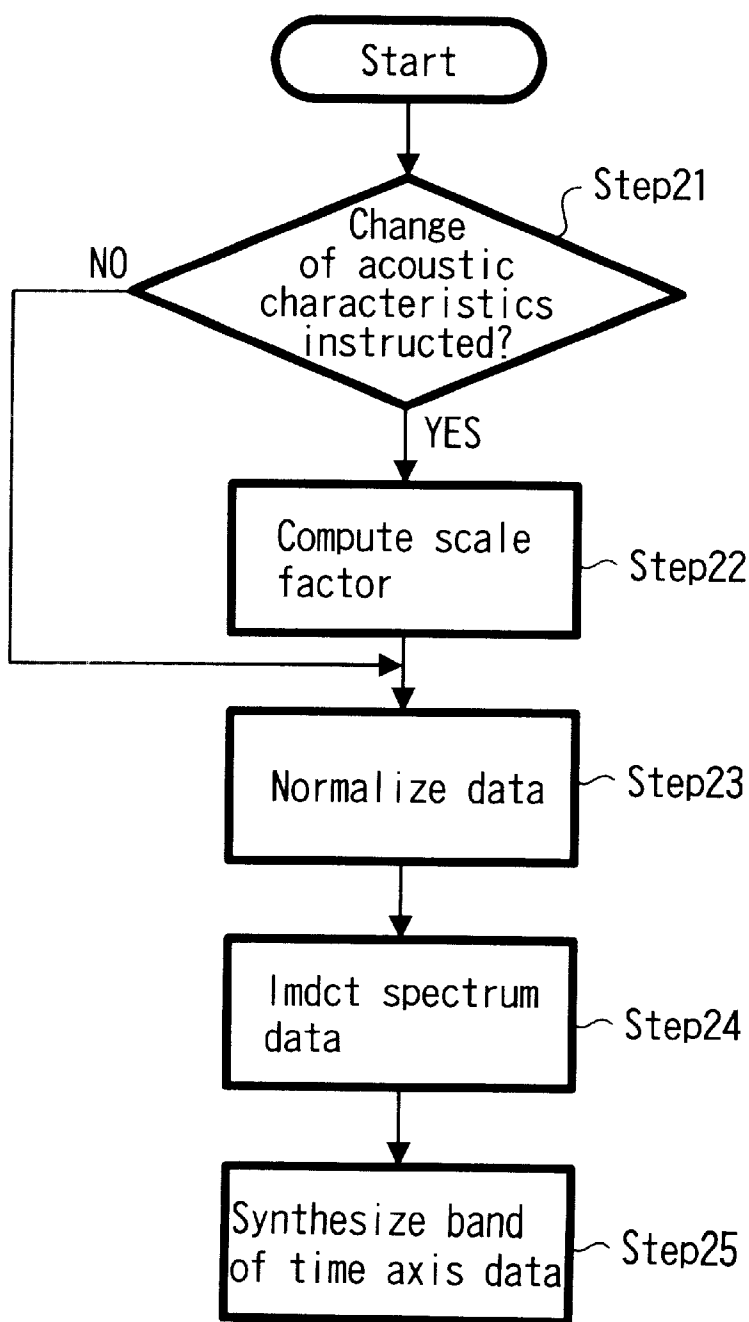 Start
Step21
Change
of acoustic
characteristics
instructed?
NO
YES
Compute scale
factor
Step22
Normalize data
Step23
Imdct spectrum
data
Step24
Synthesize band
of time axis data
Step25